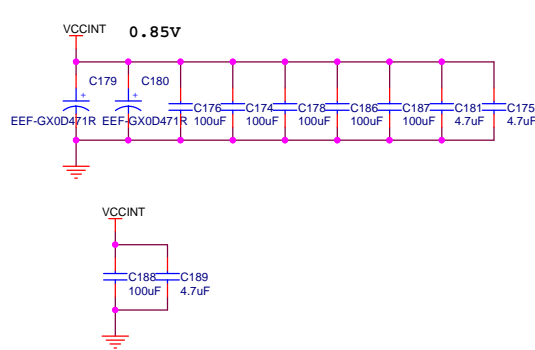 VCCINT 0.85V
C179 C180
C176 C174 C178 C186 C187 C181 C175
EEF-GX0D471R EEF-GX0D471R 100uF 100uF 100uF 100uF 100uF 4.7uF 4.7uF
VCCINT
C188 C189
100uF 4.7uF